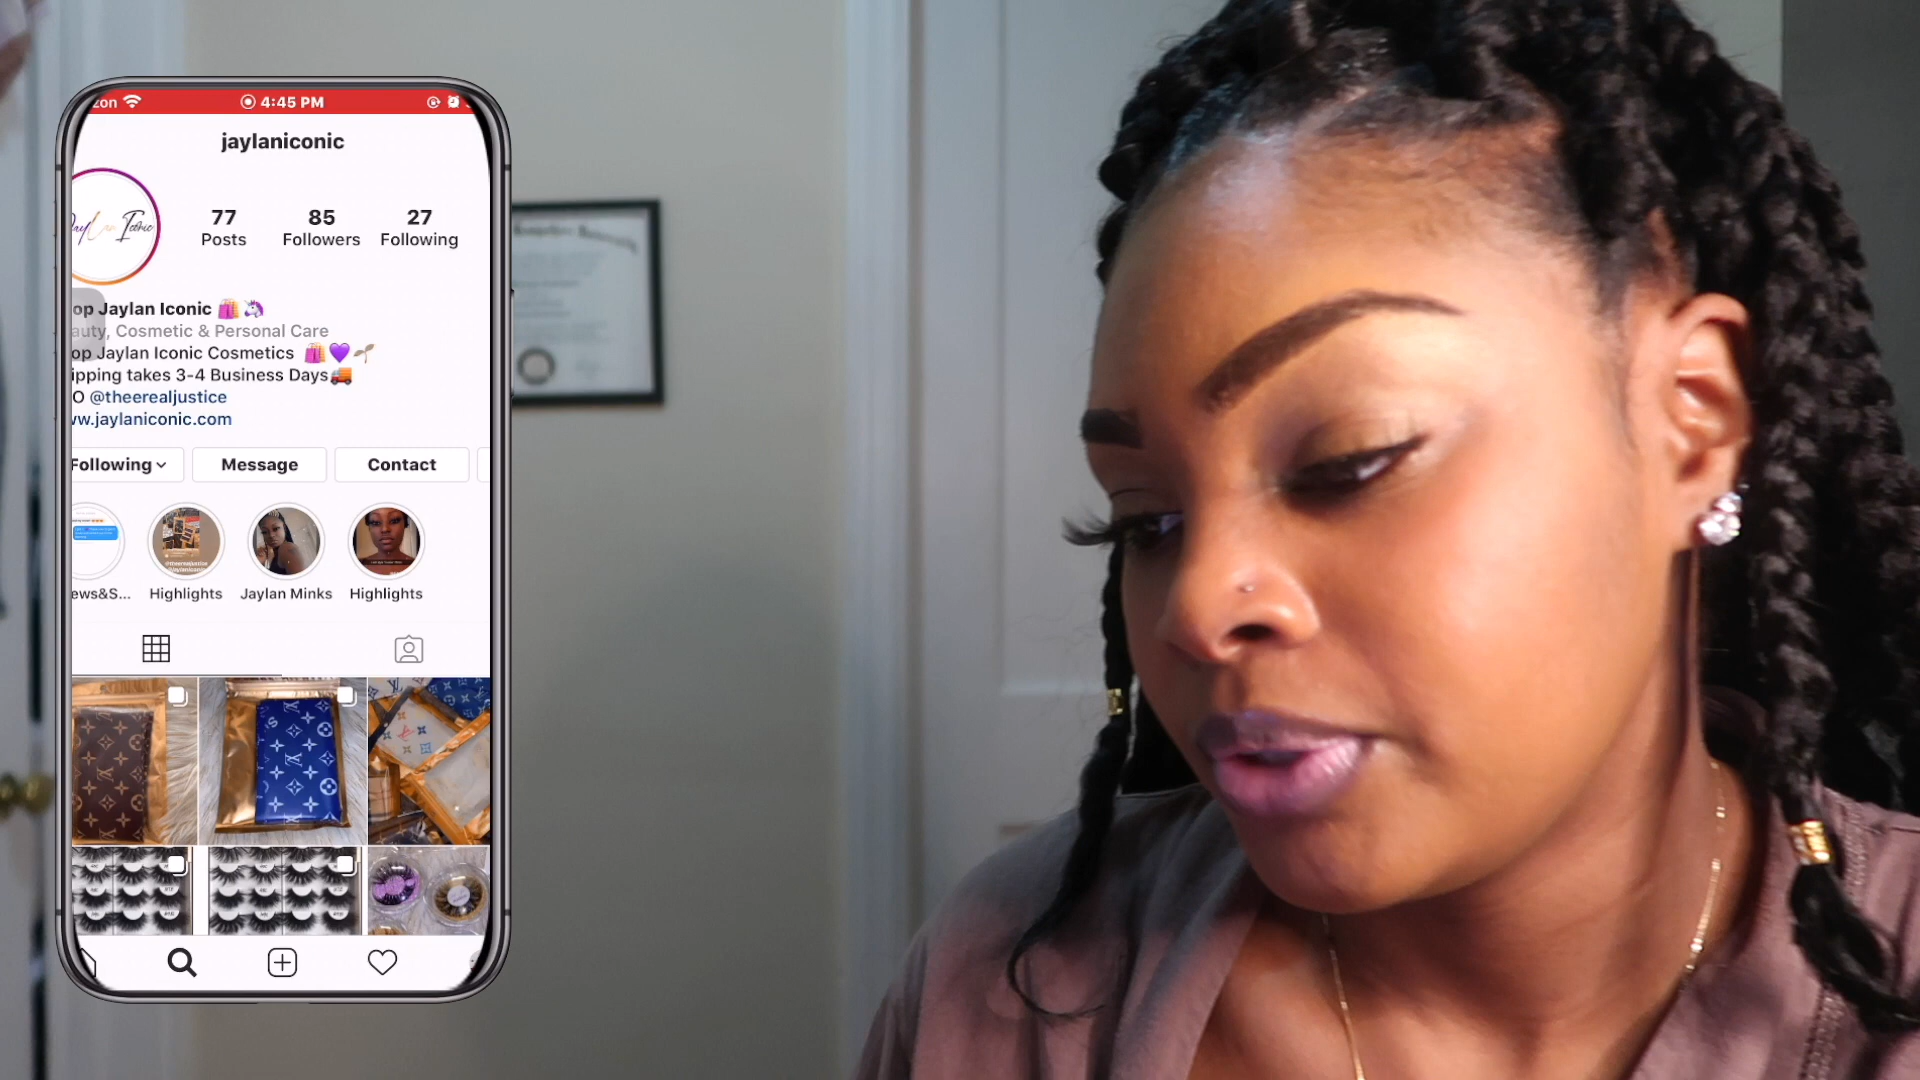 zon 4:45 PM
jaylaniconic
Iconic
77 85 27
Posts Followers Following
op Jaylan Iconic 🛍️🦄
auty, Cosmetic & Personal Care
op Jaylan Iconic Cosmetics 🛍️💜🌱
ipping takes 3-4 Business Days🚚
O @theerealjustice
vw.jaylaniconic.com
Following Message Contact
ews&S... Highlights Jaylan Minks Highlights